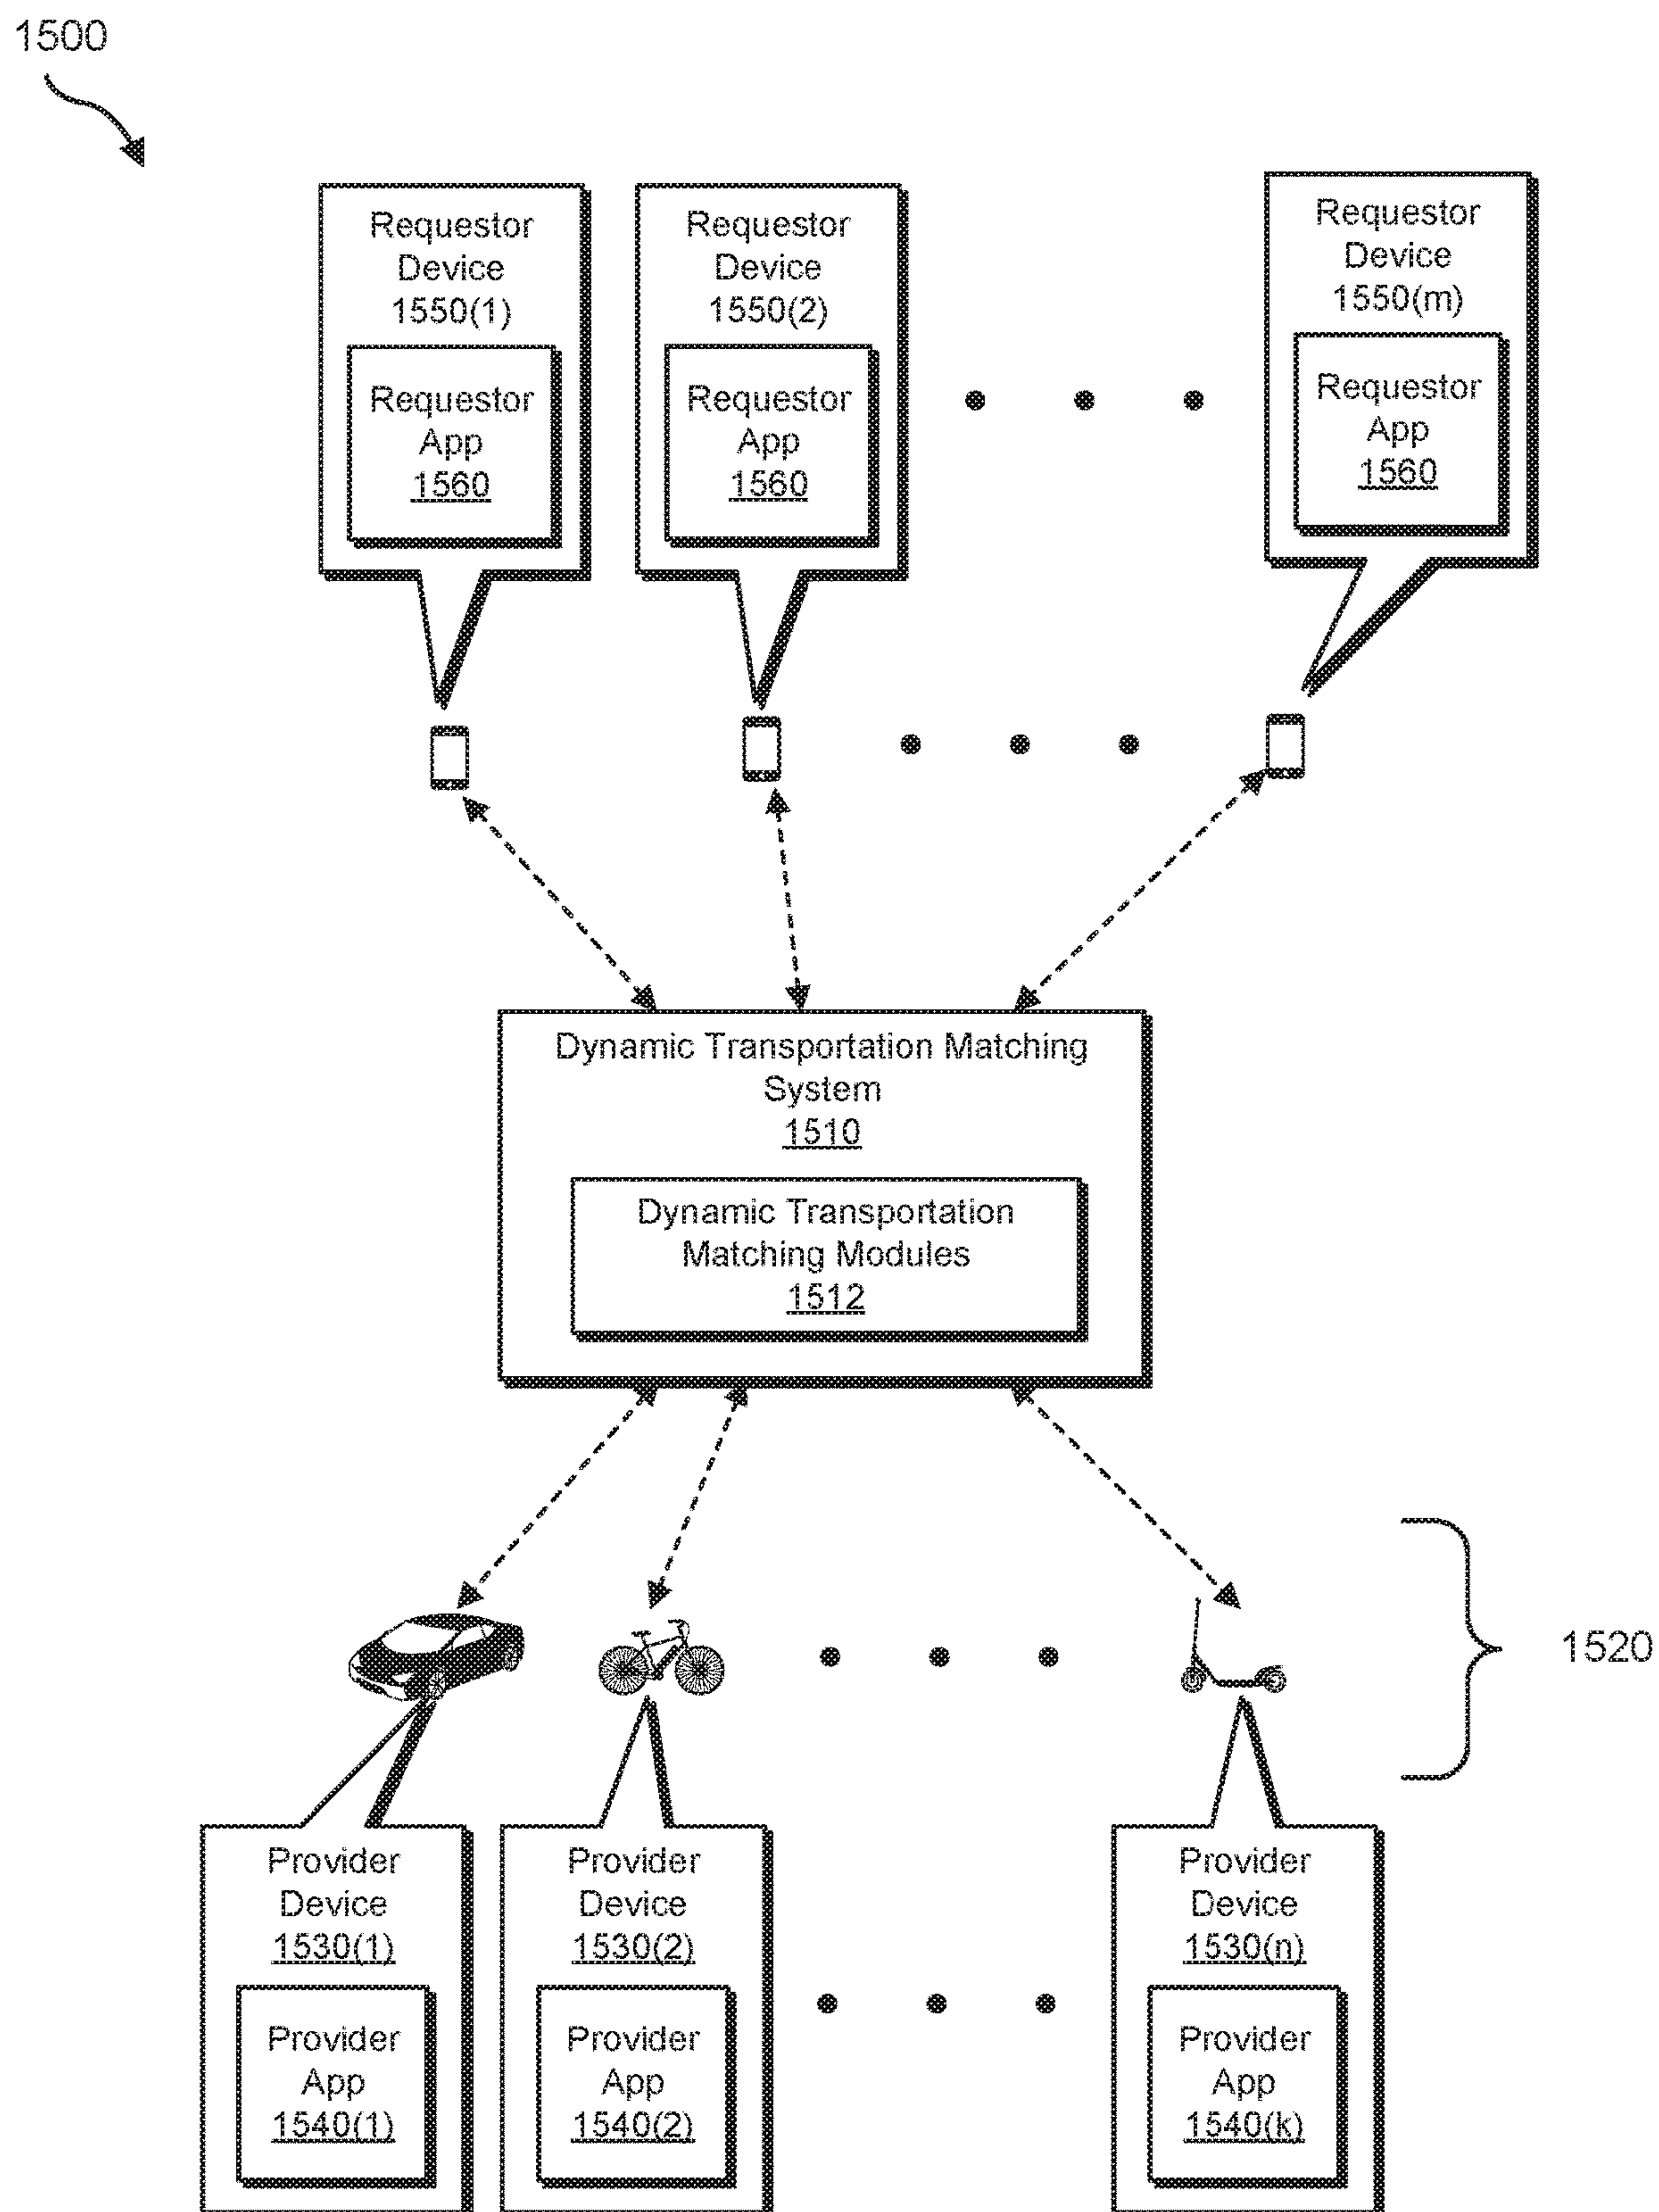 1500
Requestor
Device
1550(1)
Requestor
App
1560
Requestor
Device
1550(2)
Requestor
App
1560
Requestor
Device
1550(m)
Requestor
App
1560
Dynamic Transportation Matching
System
1510
Dynamic Transportation
Matching Modules
1512
1520
Provider
Device
1530(1)
Provider
App
1540(1)
Provider
Device
1530(2)
Provider
App
1540(2)
Provider
Device
1530(n)
Provider
App
1540(k)